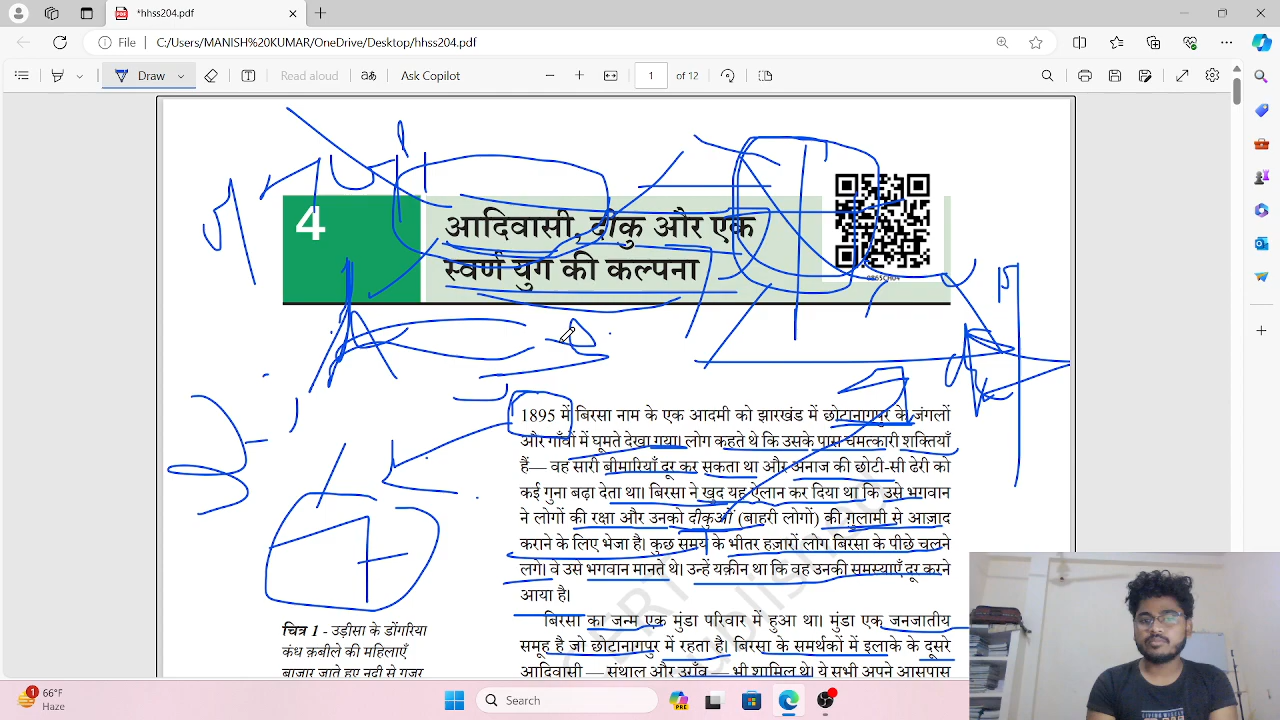 *hhss204.pdf
File
C:/Users/MANISH%20KUMAR/OneDrive/Desktop/hhss204.pdf
Draw
Read aloud
Ask Copilot
1 of 12
4
आदिवासी, दीकु और एक
स्वर्ण युग की कल्पना
0865CH04
1895 में बिरसा नाम के एक आदमी को झारखंड में छोटानागपुर के जंगलों
और गाँवों में घूमते देखा गया। लोग कहते थे कि उसके पास चमत्कारी शक्तियाँ
हैं— वह सारी बीमारियाँ दूर कर सकता था और अनाज की छोटी-सी ढेरी को
कई गुना बढ़ा देता था। बिरसा ने खुद यह ऐलान कर दिया था कि उसे भगवान
ने लोगों की रक्षा और उनको दीकुओं (बाहरी लोगों) की ग़ुलामी से आज़ाद
कराने के लिए भेजा है। कुछ समय के भीतर हज़ारों लोग बिरसा के पीछे चलने
लगे। वे उसे भगवान मानते थे। उन्हें यक़ीन था कि वह उनकी समस्याएँ दूर करने
आया है।
बिरसा का जन्म एक मुंडा परिवार में हुआ था। मुंडा एक जनजातीय
समूह है जो छोटानागपुर में रहता है। बिरसा के समर्थकों में इलाके के दूसरे
आदिवासी — संथाल और उराँव — भी शामिल थे। ये सभी अपने आसपास
चित्र 1 - उड़ीसा के डोंगरिया
कंध क़बीले की महिलाएँ
बाज़ार जाते हुए नदी से गुज़र
66°F
Haze
Search